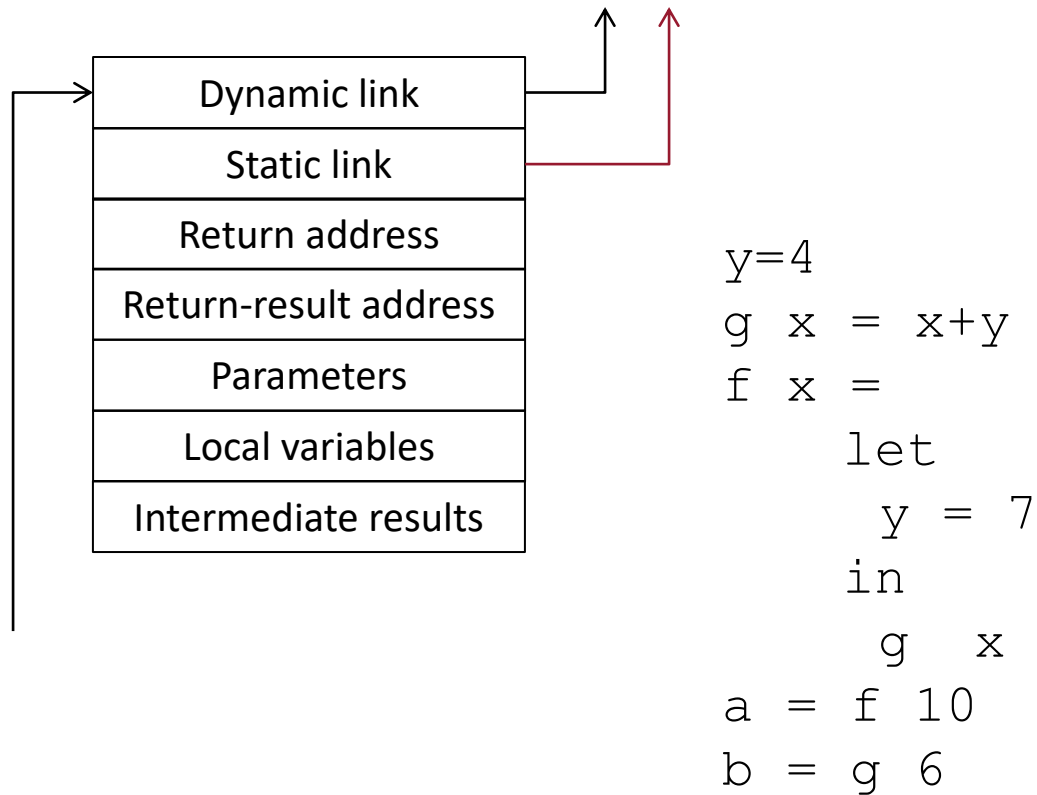 Dynamic link
Static link
Return address
Return-result address
Parameters
Local variables
Intermediate results
y=4
g x = x+y
f x =
let
y = 7
in
g x
a = f 10
b = g 6